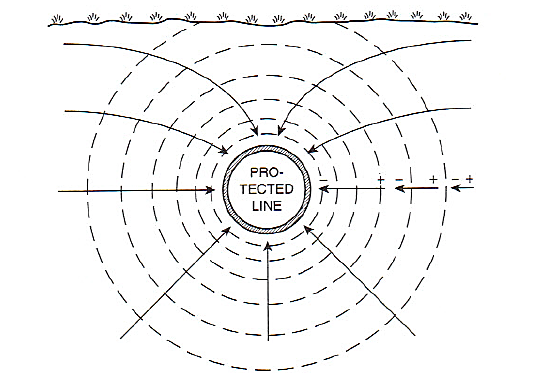 PRO-
TECTED
LINE
- + - + - +